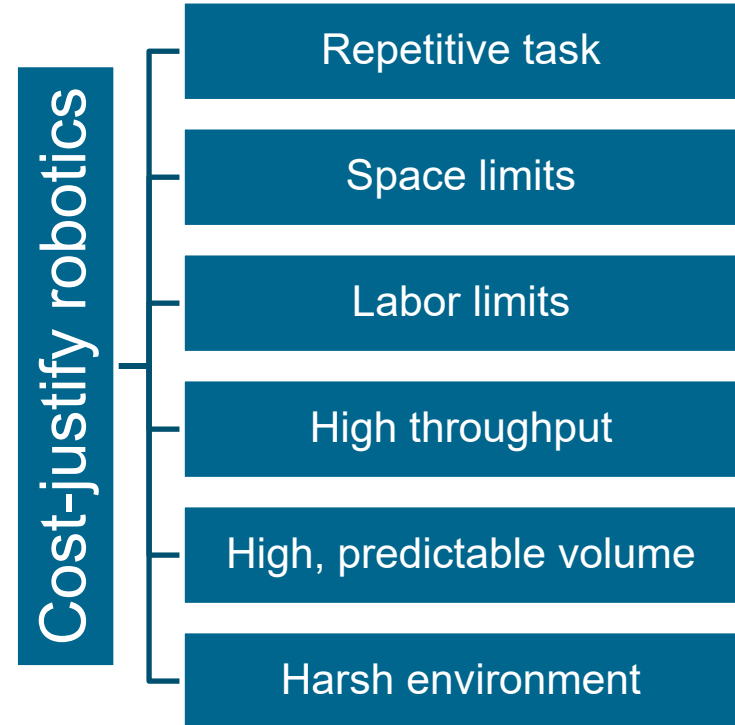 Cost-justify robotics
Repetitive task
Space limits
Labor limits
High throughput
High, predictable volume
Harsh environment